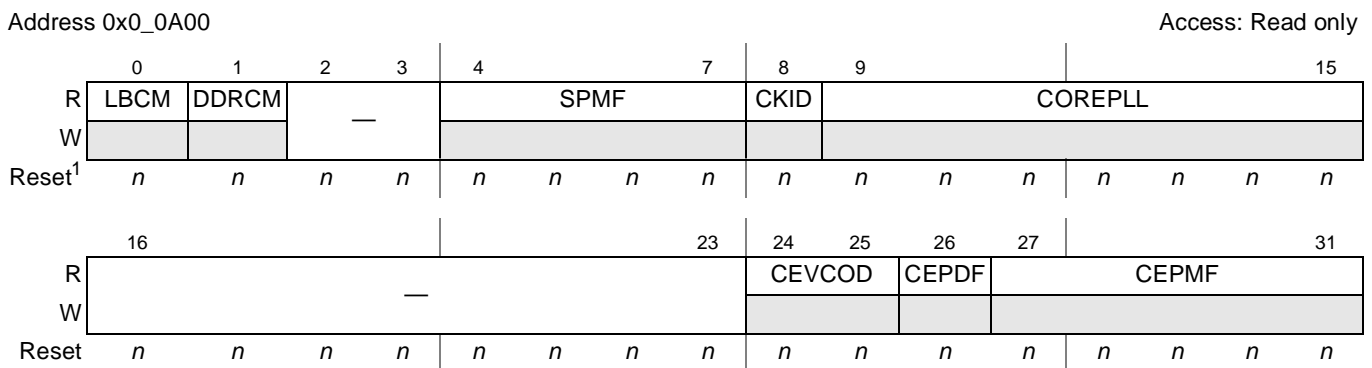 Address 0x0_0A00 Access: Read only
0 1 2 3 4 7 8 9 15
R LBCM DDRCM — SPMF CKID COREPLL
W
Reset1 n n n n n n n n n n n n n n n n
16 23 24 25 26 27 31
R — CEVCOD CEPDF CEPMF
W
Reset n n n n n n n n n n n n n n n n